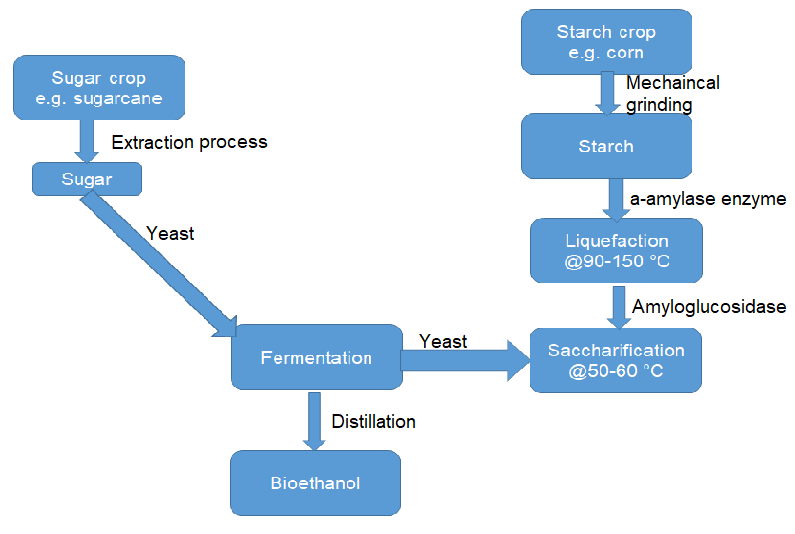 Sugar crop
e.g. sugarcane
Extraction process
Sugar
Yeast
Starch crop
e.g. corn
Mechaincal
grinding
Starch
a-amylase enzyme
Liquefaction
@90-150 °C
Amyloglucosidase
Saccharification
@50-60 °C
Yeast
Fermentation
Distillation
Bioethanol